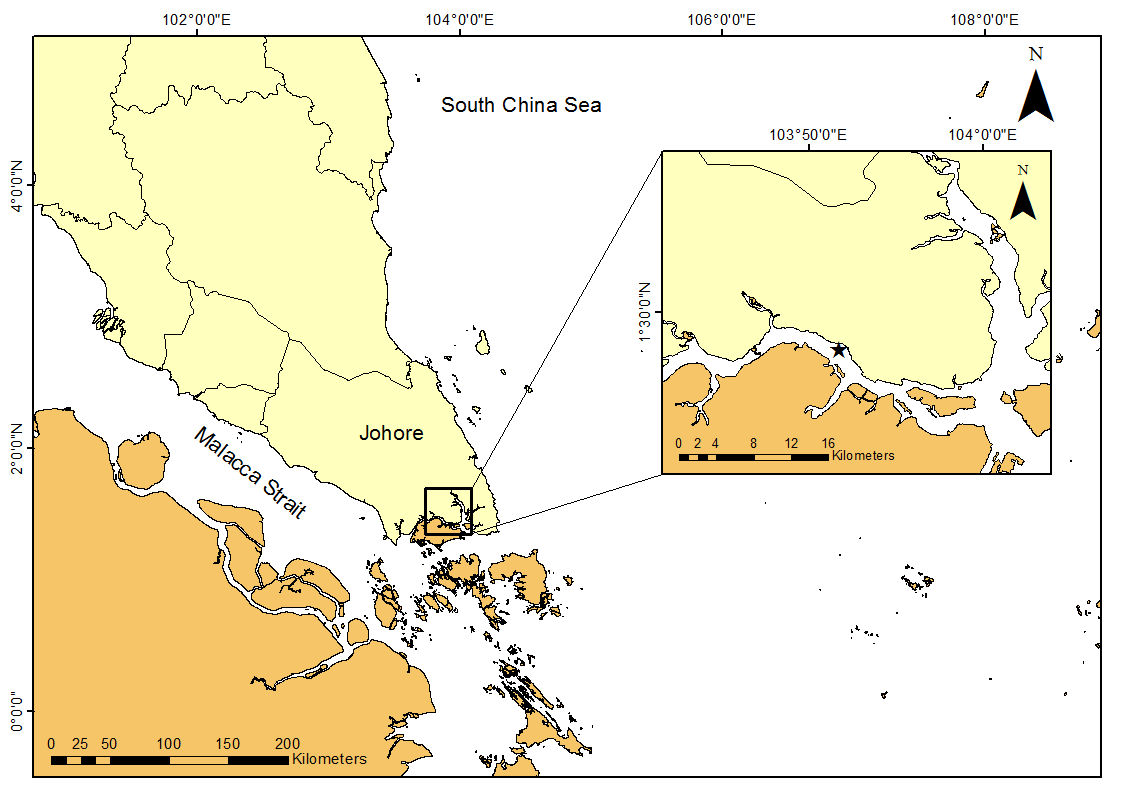 102°0'0"E 104°0'0"E 106°0'0"E 108°0'0"E
N
South China Sea
103°50'0"E 104°0'0"E
N
4°0'0"N
1°30'0"N
Johore
2°0'0"N
Malacca Strait
0 2 4 8 12 16
Kilometers
0°0'0"
0 25 50 100 150 200
Kilometers